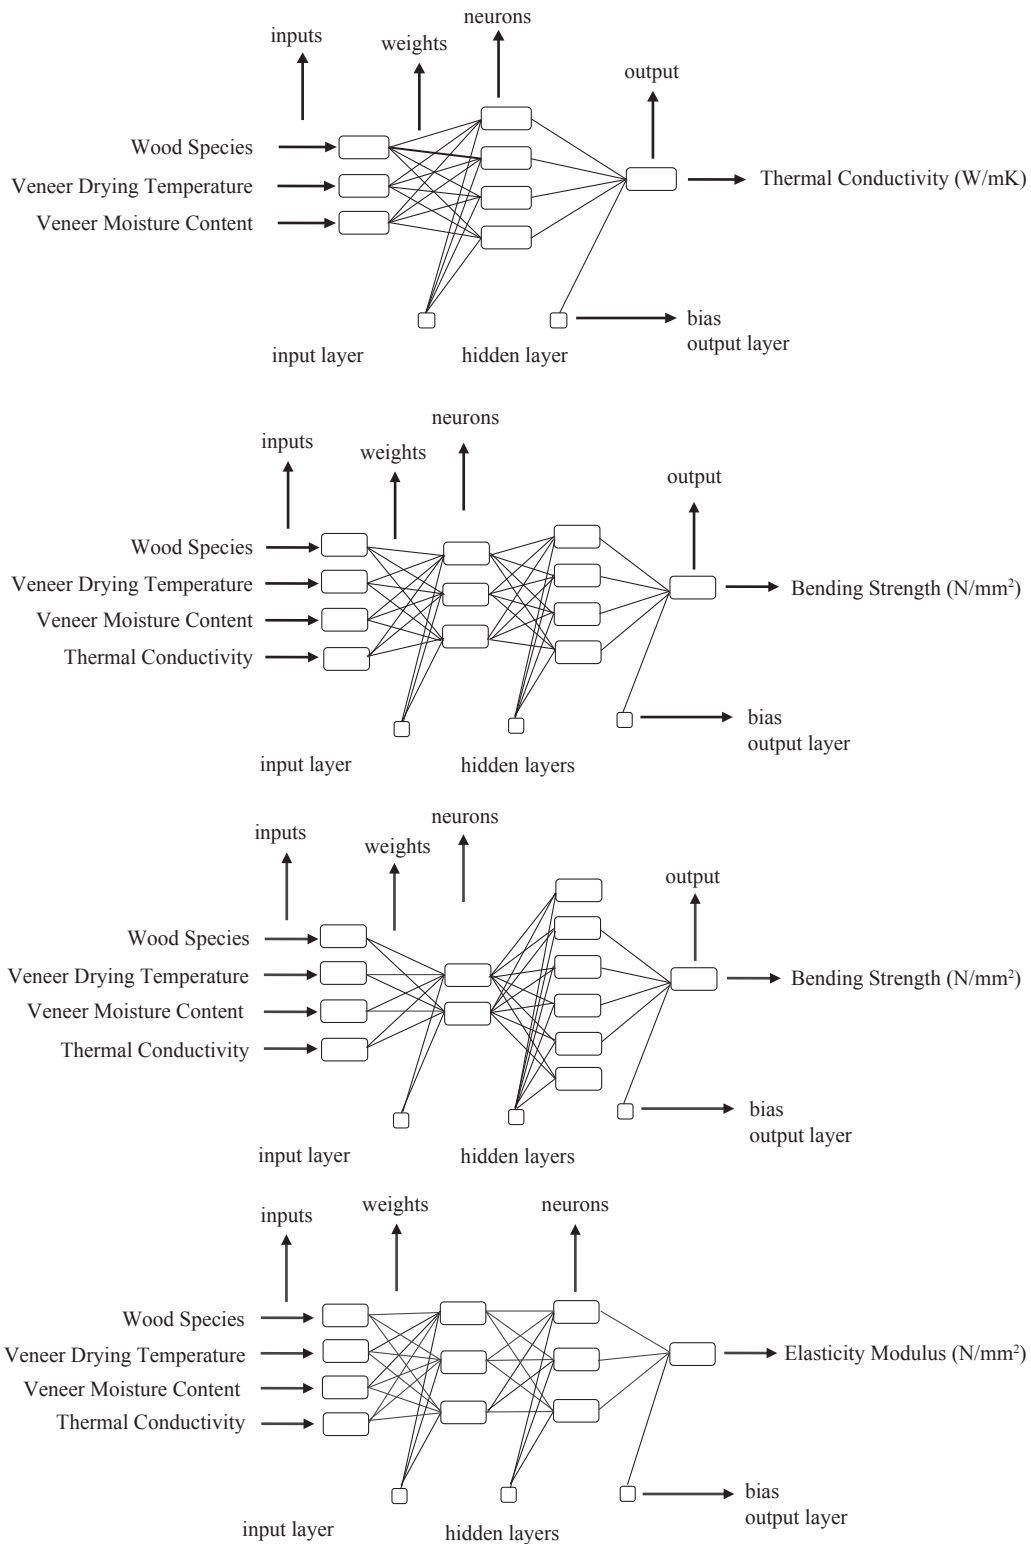 neurons
inputs
weights
output
Wood Species
Veneer Drying Temperature
Thermal Conductivity (W/mK)
Veneer Moisture Content
bias
output layer
input layer
hidden layer
neurons
inputs
weights
output
Wood Species
Veneer Drying Temperature
Bending Strength (N/mm²)
Veneer Moisture Content
Thermal Conductivity
bias
output layer
input layer
hidden layers
neurons
inputs
weights
output
Wood Species
Veneer Drying Temperature
Bending Strength (N/mm²)
Veneer Moisture Content
Thermal Conductivity
bias
output layer
input layer
hidden layers
weights
neurons
inputs
Wood Species
Veneer Drying Temperature
Elasticity Modulus (N/mm²)
Veneer Moisture Content
Thermal Conductivity
bias
output layer
input layer
hidden layers